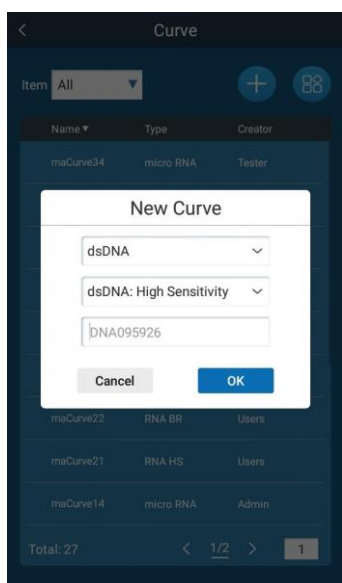 Curve
Item All
Name Type Creator
maCurve34 micro RNA Tester
New Curve
dsDNA
dsDNA: High Sensitivity
DNA095926
Cancel OK
maCurve22 RNA BR Users
maCurve21 RNA HS Users
maCurve14 micro RNA Admin
Total: 27 < 1/2 > 1